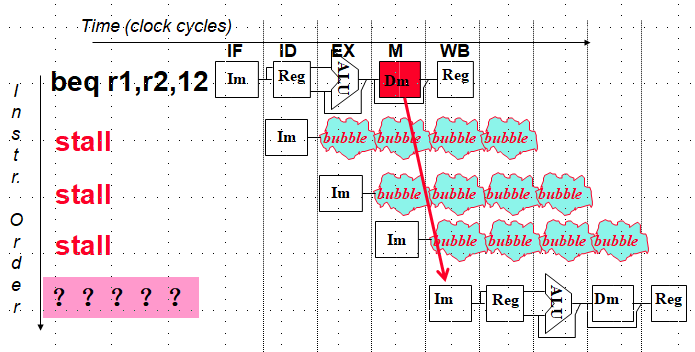 Time (clock cycles)
IF ID EX M WB
beq r1,r2,12 Im Reg ALU Dm Reg
stall Im bubble bubble bubble bubble
stall Im bubble bubble bubble bubble
stall Im bubble bubble bubble bubble
? ? ? ? ? Im Reg ALU Dm Reg
Instr. Order